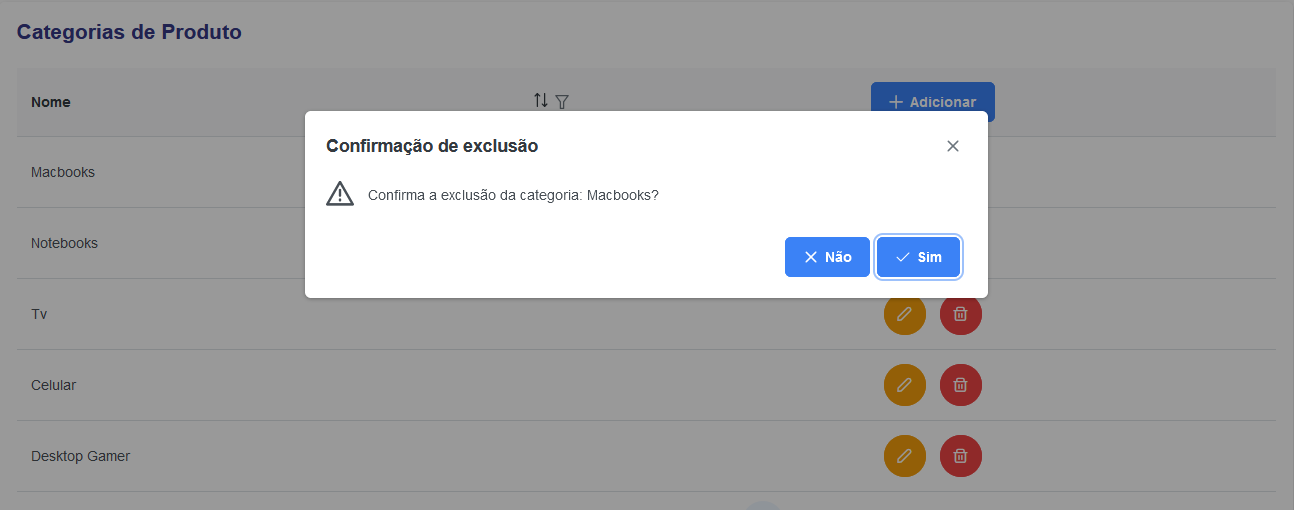 Categorias de Produto
Nome
Adicionar
Confirmação de exclusão
Confirma a exclusão da categoria: Macbooks?
Não
Sim
Macbooks
Notebooks
Tv
Celular
Desktop Gamer